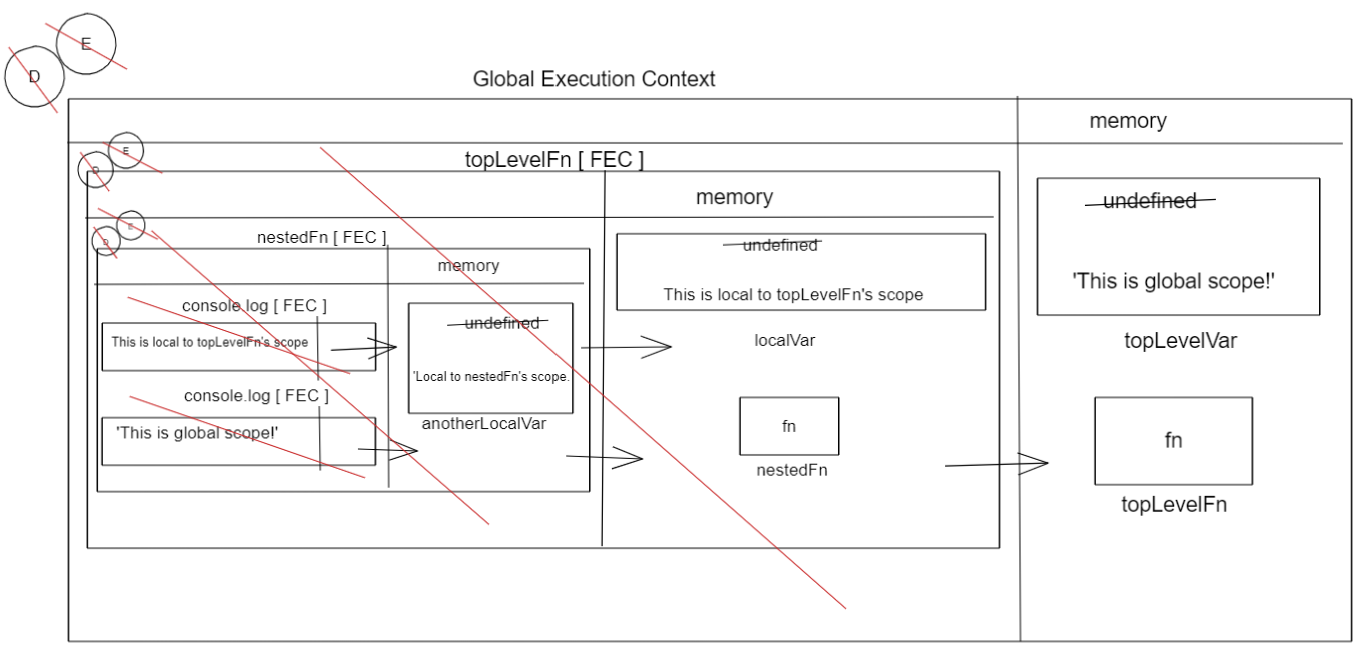 E
D
Global Execution Context
memory
E
D
topLevelFn [ FEC ]
memory
undefined
E
D
nestedFn [ FEC ]
undefined
memory
'This is global scope!'
console.log [ FEC ]
This is local to topLevelFn's scope
undefined
This is local to topLevelFn's scope
localVar
topLevelVar
'Local to nestedFn's scope.
console.log [ FEC ]
anotherLocalVar
'This is global scope!'
fn
fn
nestedFn
topLevelFn